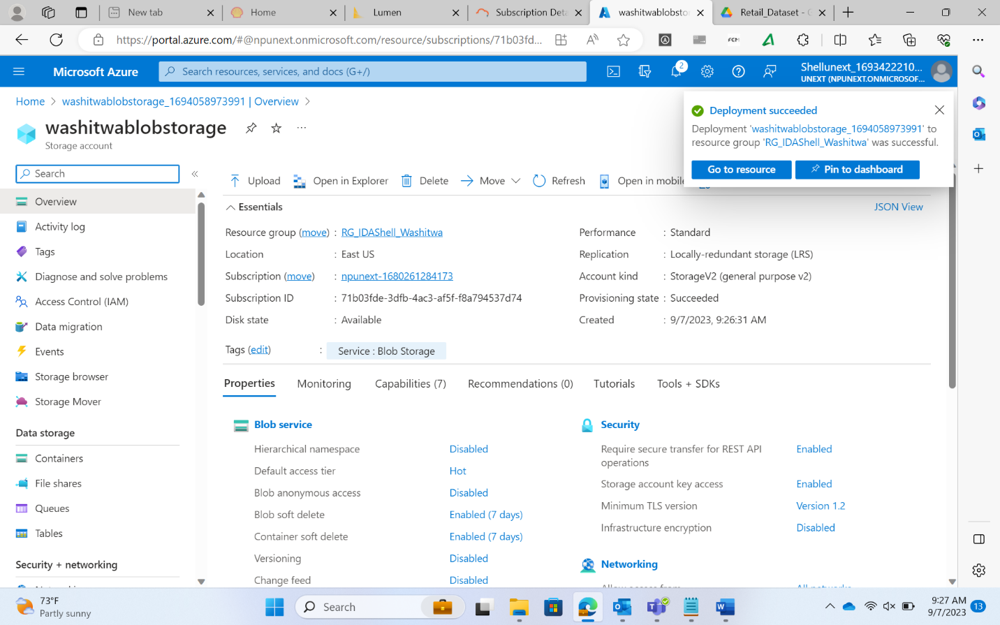 New tab
Home
Lumen
Subscription Det
washitwablobsto
Retail_Dataset -
https://portal.azure.com/#@npunext.onmicrosoft.com/resource/subscriptions/71b03fd...
Microsoft Azure
Search resources, services, and docs (G+/)
2
Shellunext_1693422210...
UNEXT (NPUNEXT.ONMICROSOF...
Home > washitwablobstorage_1694058973991 | Overview >
washitwablobstorage
Storage account
Deployment succeeded
Deployment 'washitwablobstorage_1694058973991' to
resource group 'RG_IDAShell_Washitwa' was successful.
Go to resource
Pin to dashboard
Search
Upload
Open in Explorer
Delete
Move
Refresh
Open in mobile
Overview
Activity log
Tags
Diagnose and solve problems
Access Control (IAM)
Data migration
Events
Storage browser
Storage Mover
Data storage
Containers
File shares
Queues
Tables
Security + networking
Essentials
JSON View
Resource group (move) : RG_IDAShell_Washitwa
Location : East US
Subscription (move) : npunext-1680261284173
Subscription ID : 71b03fde-3dfb-4ac3-af5f-f8a794537d74
Disk state : Available
Performance : Standard
Replication : Locally-redundant storage (LRS)
Account kind : StorageV2 (general purpose v2)
Provisioning state : Succeeded
Created : 9/7/2023, 9:26:31 AM
Tags (edit) : Service : Blob Storage
Properties
Monitoring
Capabilities (7)
Recommendations (0)
Tutorials
Tools + SDKs
Blob service
Hierarchical namespace Disabled
Default access tier Hot
Blob anonymous access Disabled
Blob soft delete Enabled (7 days)
Container soft delete Enabled (7 days)
Versioning Disabled
Change feed Disabled
Security
Require secure transfer for REST API
operations Enabled
Storage account key access Enabled
Minimum TLS version Version 1.2
Infrastructure encryption Disabled
Networking
73°F
Partly sunny
Search
9:27 AM
9/7/2023
13